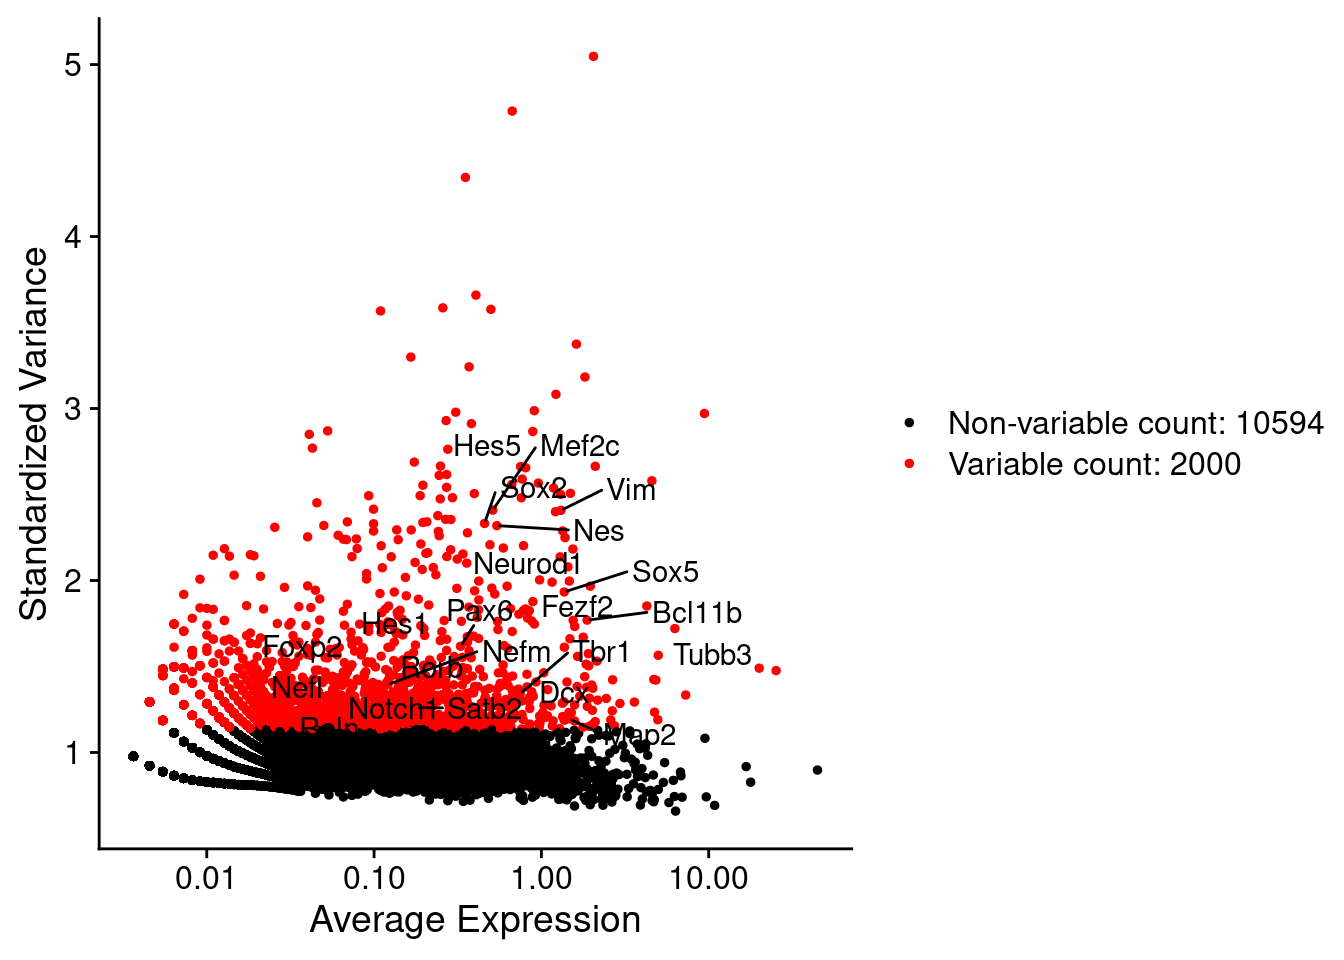 5
4
3
2
1
Standardized Variance
Hes5
Mef2c
Sox2
Vim
Nes
Neurod1
Sox5
Pax6
Fezf2
Bcl11b
Hes1
Foxp2
Nefm
Tbr1
Tubb3
Rorb
Nefl
Dcx
Notch1
Satb2
Reln
Map2
0.01
0.10
1.00
10.00
Average Expression
Non-variable count: 10594
Variable count: 2000